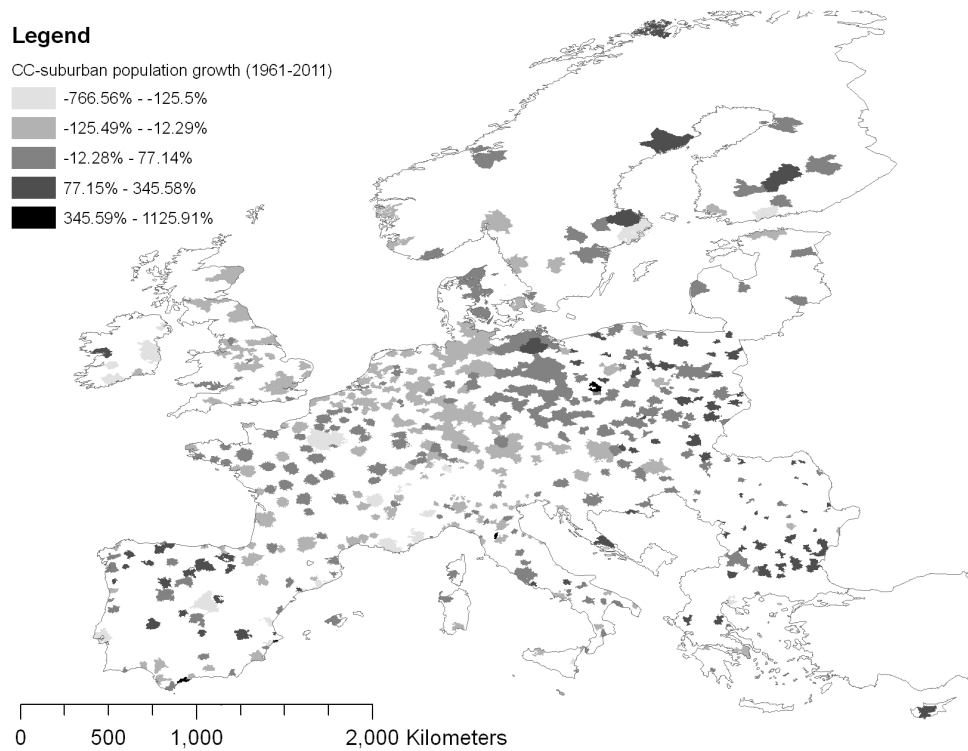 Legend
CC-suburban population growth (1961-2011)
-766.56% - -125.5%
-125.49% - -12.29%
-12.28% - 77.14%
77.15% - 345.58%
345.59% - 1125.91%
0 500 1,000 2,000 Kilometers